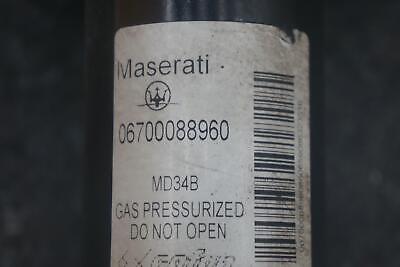 Maserati
06700088960
MD34B
GAS PRESSURIZED
DO NOT OPEN